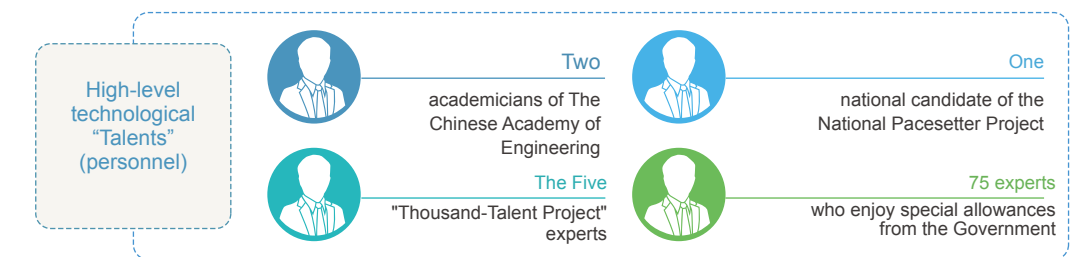 High-level
technological
“Talents”
(personnel)
Two
academicians of The
Chinese Academy of
Engineering
One
national candidate of the
National Pacesetter Project
The Five
"Thousand-Talent Project"
experts
75 experts
who enjoy special allowances
from the Government